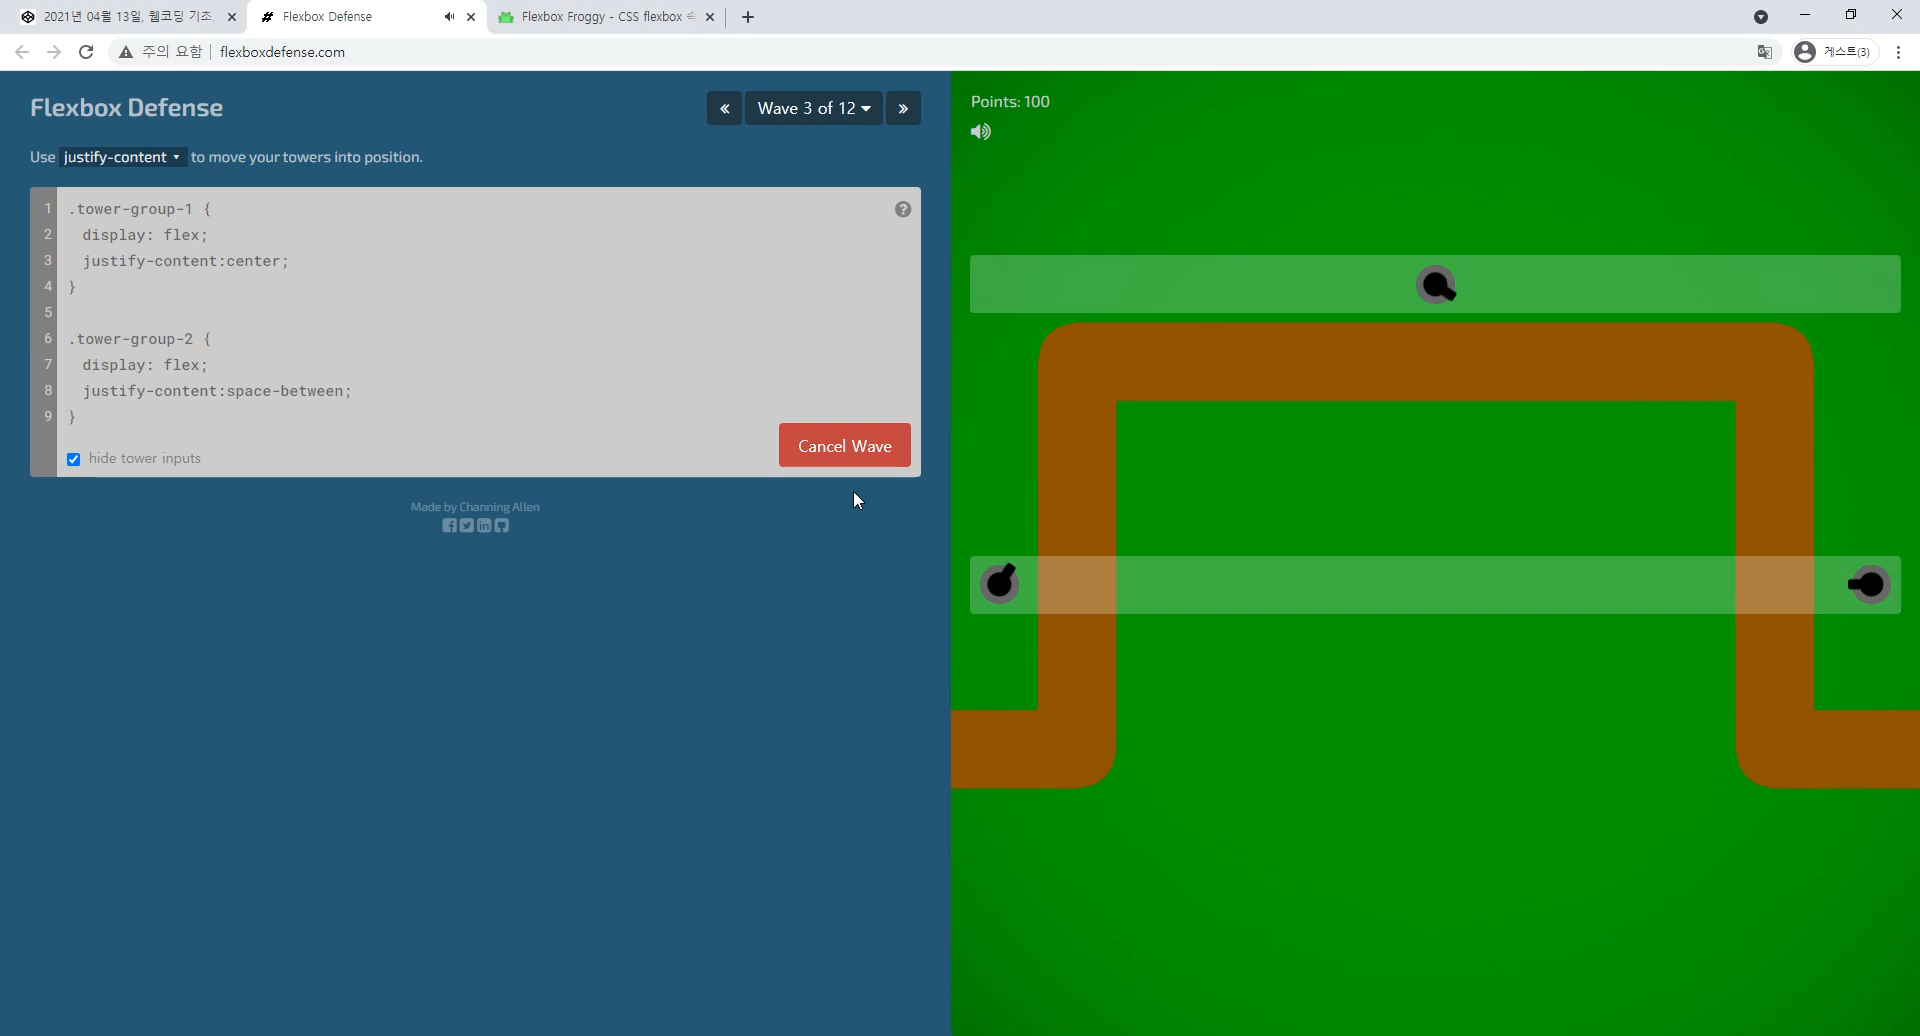 2021년 04월 13일, 웹코딩 기초,
Flexbox Defense
Flexbox Froggy - CSS flexbox
주의 요함
flexboxdefense.com
게스트(3)
Flexbox Defense
« Wave 3 of 12 »
Use justify-content to move your towers into position.
1 .tower-group-1 {
2 display: flex;
3 justify-content:center;
4 }
5
6 .tower-group-2 {
7 display: flex;
8 justify-content:space-between;
9 }
?
hide tower inputs
Cancel Wave
Made by Channing Allen
Points: 100